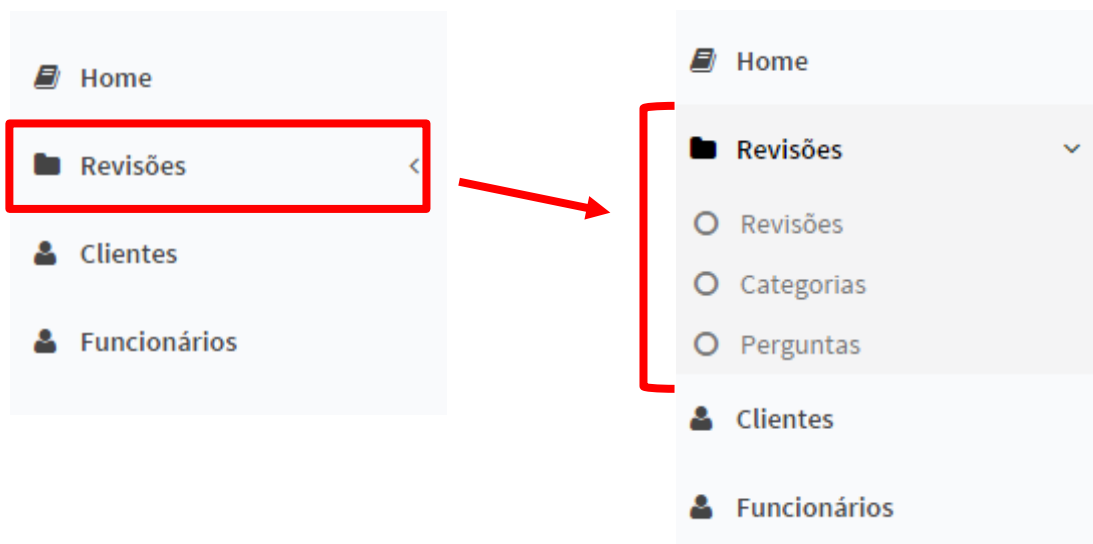 Home
Revisões
Clientes
Funcionários
Home
Revisões
Revisões
Categorias
Perguntas
Clientes
Funcionários